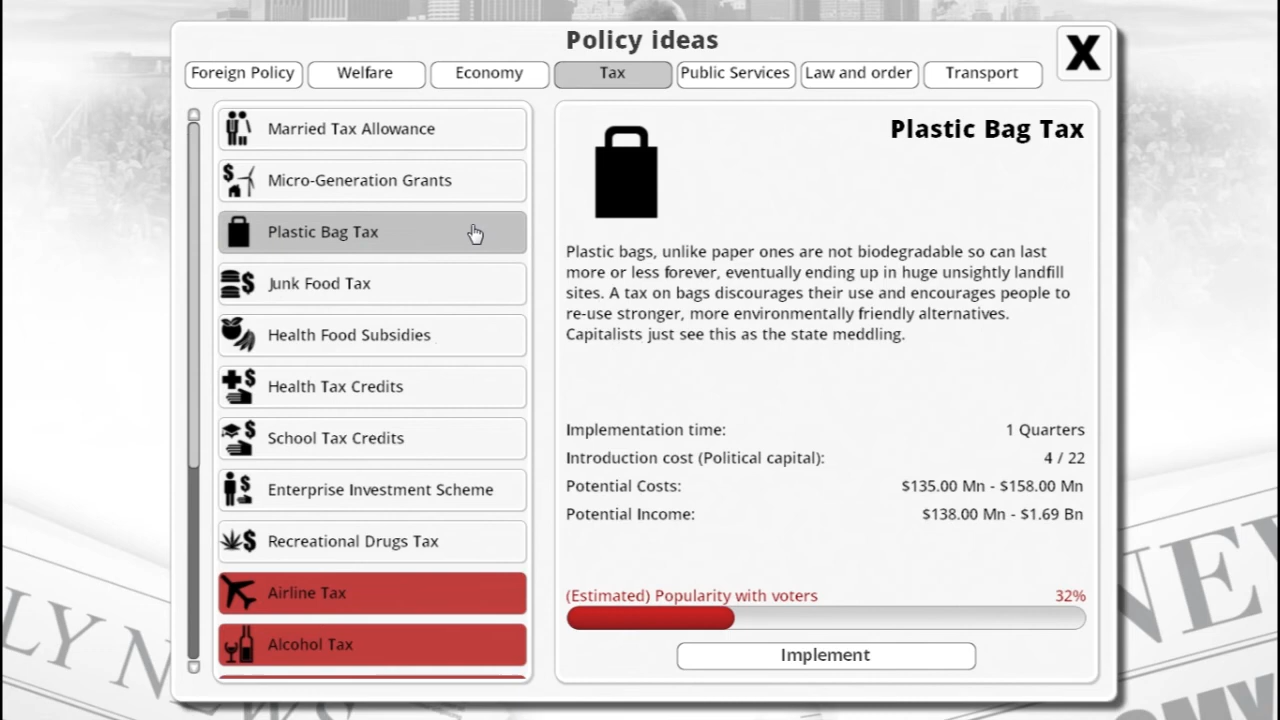 Policy ideas
X
Foreign Policy
Welfare
Economy
Tax
Public Services
Law and order
Transport
Married Tax Allowance
Micro-Generation Grants
Plastic Bag Tax
Junk Food Tax
Health Food Subsidies
Health Tax Credits
School Tax Credits
Enterprise Investment Scheme
Recreational Drugs Tax
Airline Tax
Alcohol Tax
Plastic Bag Tax
Plastic bags, unlike paper ones are not biodegradable so can last
more or less forever, eventually ending up in huge unsightly landfill
sites. A tax on bags discourages their use and encourages people to
re-use stronger, more environmentally friendly alternatives.
Capitalists just see this as the state meddling.
Implementation time: 1 Quarters
Introduction cost (Political capital): 4 / 22
Potential Costs: $135.00 Mn - $158.00 Mn
Potential Income: $138.00 Mn - $1.69 Bn
(Estimated) Popularity with voters 32%
Implement
LY NEWS
NEW
OMY